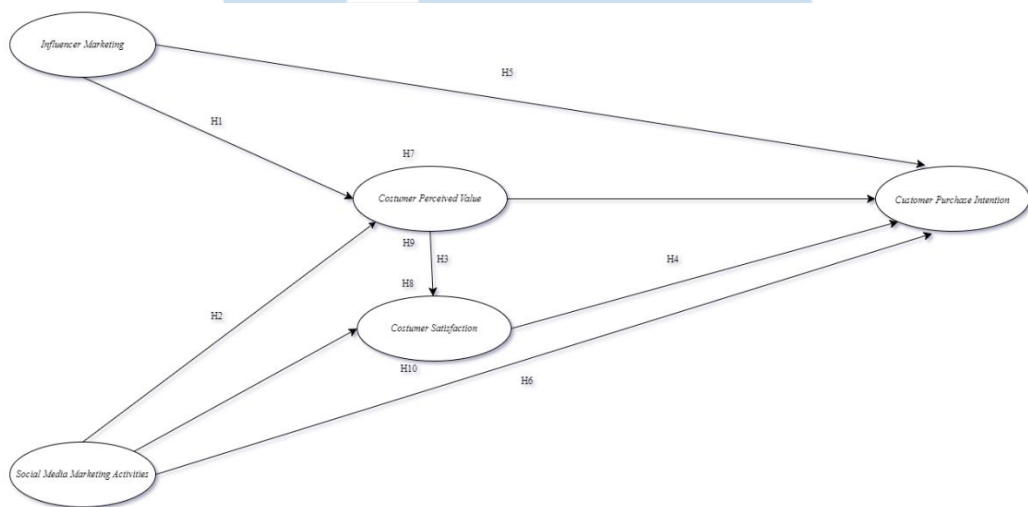 Influencer Marketing
H5
H1
H7
Costumer Perceived Value
Customer Purchase Intention
H9
H3
H4
H8
H2
Costumer Satisfaction
H10
H6
Social Media Marketing Activities